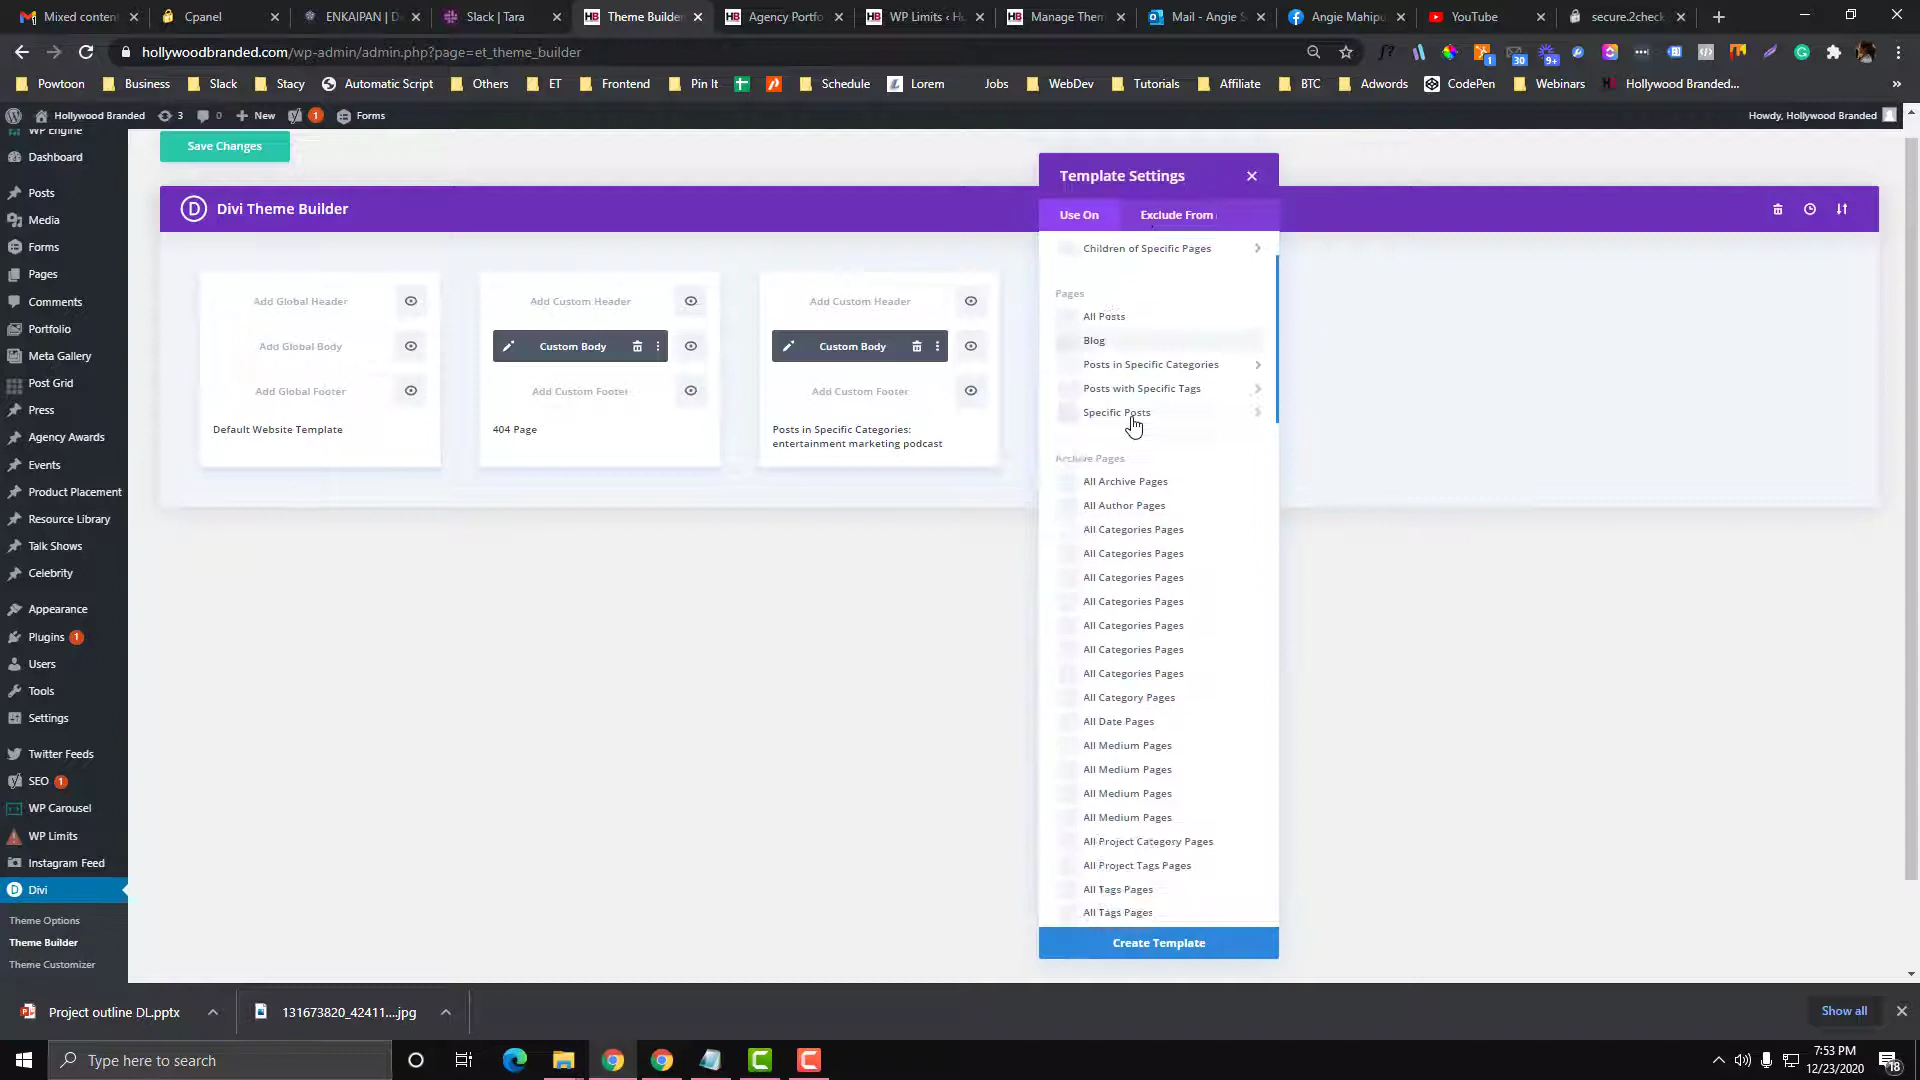 Mixed content
Cpanel
ENKAIPAN | D
Slack | Tara
Theme Builder
Agency Portfo
WP Limits ‹ H
Manage Them
Mail - Angie S
Angie Mahipu
YouTube
secure.2check
hollywoodbranded.com/wp-admin/admin.php?page=et_theme_builder
1
30
9+
Powtoon
Business
Slack
Stacy
Automatic Script
Others
ET
Frontend
Pin It
Schedule
Lorem
Jobs
WebDev
Tutorials
Affiliate
BTC
Adwords
CodePen
Webinars
Hollywood Branded...
Hollywood Branded
3
0
New
1
Forms
Howdy, Hollywood Branded
WP Engine
Dashboard
Posts
Media
Forms
Pages
Comments
Portfolio
Meta Gallery
Post Grid
Press
Agency Awards
Events
Product Placement
Resource Library
Talk Shows
Celebrity
Appearance
Plugins 1
Users
Tools
Settings
Twitter Feeds
SEO 1
WP Carousel
WP Limits
Instagram Feed
Divi
Theme Options
Theme Builder
Theme Customizer
Save Changes
D Divi Theme Builder
Add Global Header
Add Global Body
Add Global Footer
Default Website Template
Add Custom Header
Custom Body
Add Custom Footer
404 Page
Add Custom Header
Custom Body
Add Custom Footer
Posts in Specific Categories:
entertainment marketing podcast
Template Settings
Use On
Exclude From
Children of Specific Pages
Pages
All Posts
Blog
Posts in Specific Categories
Posts with Specific Tags
Specific Posts
Archive Pages
All Archive Pages
All Author Pages
All Categories Pages
All Categories Pages
All Categories Pages
All Categories Pages
All Categories Pages
All Categories Pages
All Categories Pages
All Category Pages
All Date Pages
All Medium Pages
All Medium Pages
All Medium Pages
All Medium Pages
All Project Category Pages
All Project Tags Pages
All Tags Pages
All Tags Pages
Create Template
Project outline DL.pptx
131673820_42411....jpg
Show all
Type here to search
7:53 PM
12/23/2020
18